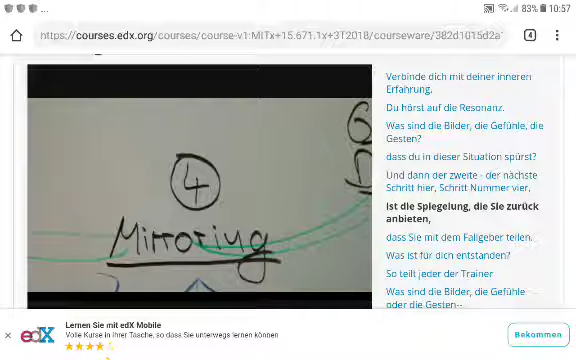 83% 10:57
https://courses.edx.org/courses/course-v1:MITx+15.671.1x+3T2018/courseware/382d1015d2a
4
4
Mirroring
Verbinde dich mit deiner inneren
Erfahrung.
Du hörst auf die Resonanz.
Was sind die Bilder, die Gefühle, die
Gesten?
dass du in dieser Situation spürst?
Und dann der zweite - der nächste
Schritt hier, Schritt Nummer vier,
Ist die Spiegelung, die Sie zurück
anbieten,
dass Sie mit dem Fallgeber teilen.
Was ist für dich entstanden?
So teilt jeder der Trainer
Was sind die Bilder, die Gefühle
oder die Gesten--
edX
Lernen Sie mit edX Mobile
Volle Kurse in Ihrer Tasche, so dass Sie unterwegs lernen können
Bekommen